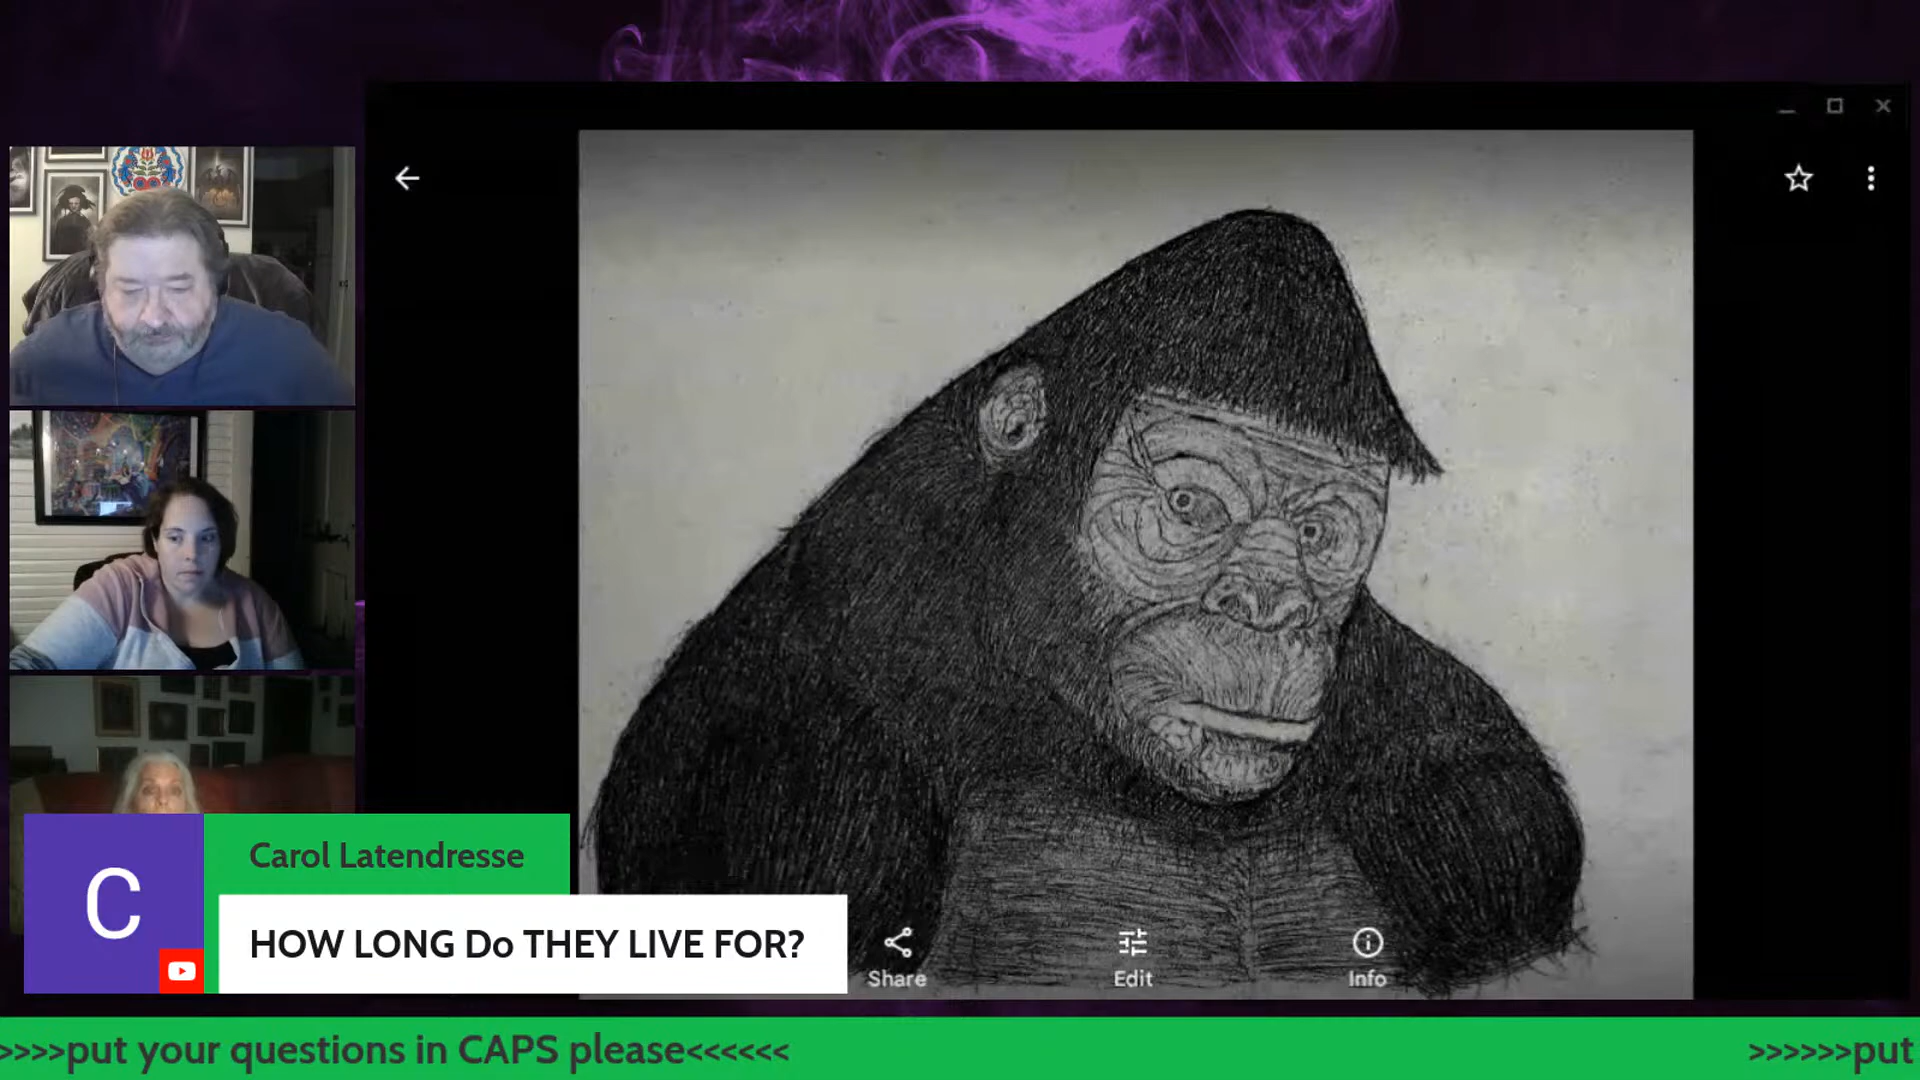 Carol Latendresse
C
HOW LONG Do THEY LIVE FOR?
Share
Edit
Info
>>>>put your questions in CAPS please<<<<<<
>>>>>>put